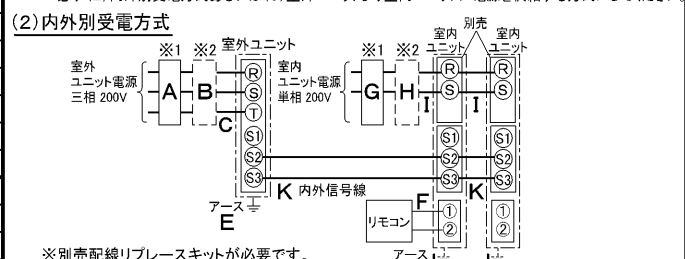 (2)内外別受電方式
別売
※1 ※2 室外ユニット ※1 ※2 室内ユニット 室内ユニット
室外
ユニット電源
三相 200V
A B C
R
S
T
S1
S2
S3
室内
ユニット電源
単相 200V
G H I I
R
S
S1
S2
S3
R
S
S1
S2
S3
K 内外信号線 K
アース
E
リモコン F
①
②
①
②
※別売配線リプレースキットが必要です。
アース